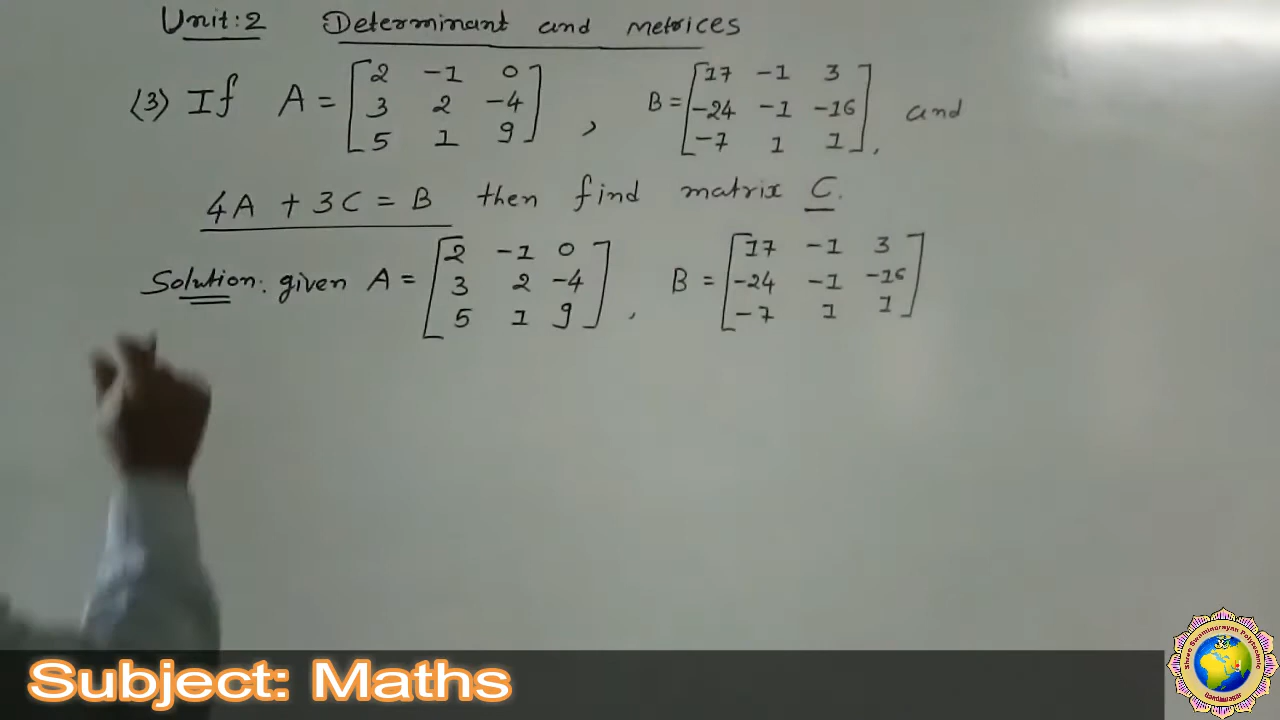 Unit:2 Determinant and metrices
(3) If A = [2 -1 0 3 2 -4 5 1 9] , B = [17 -1 3 -24 -1 -16 -7 1 1] , and
4A + 3C = B then find matrix C.
Solution: given A = [2 -1 0 3 2 -4 5 1 9] , B = [17 -1 3 -24 -1 -16 -7 1 1]
Subject: Maths